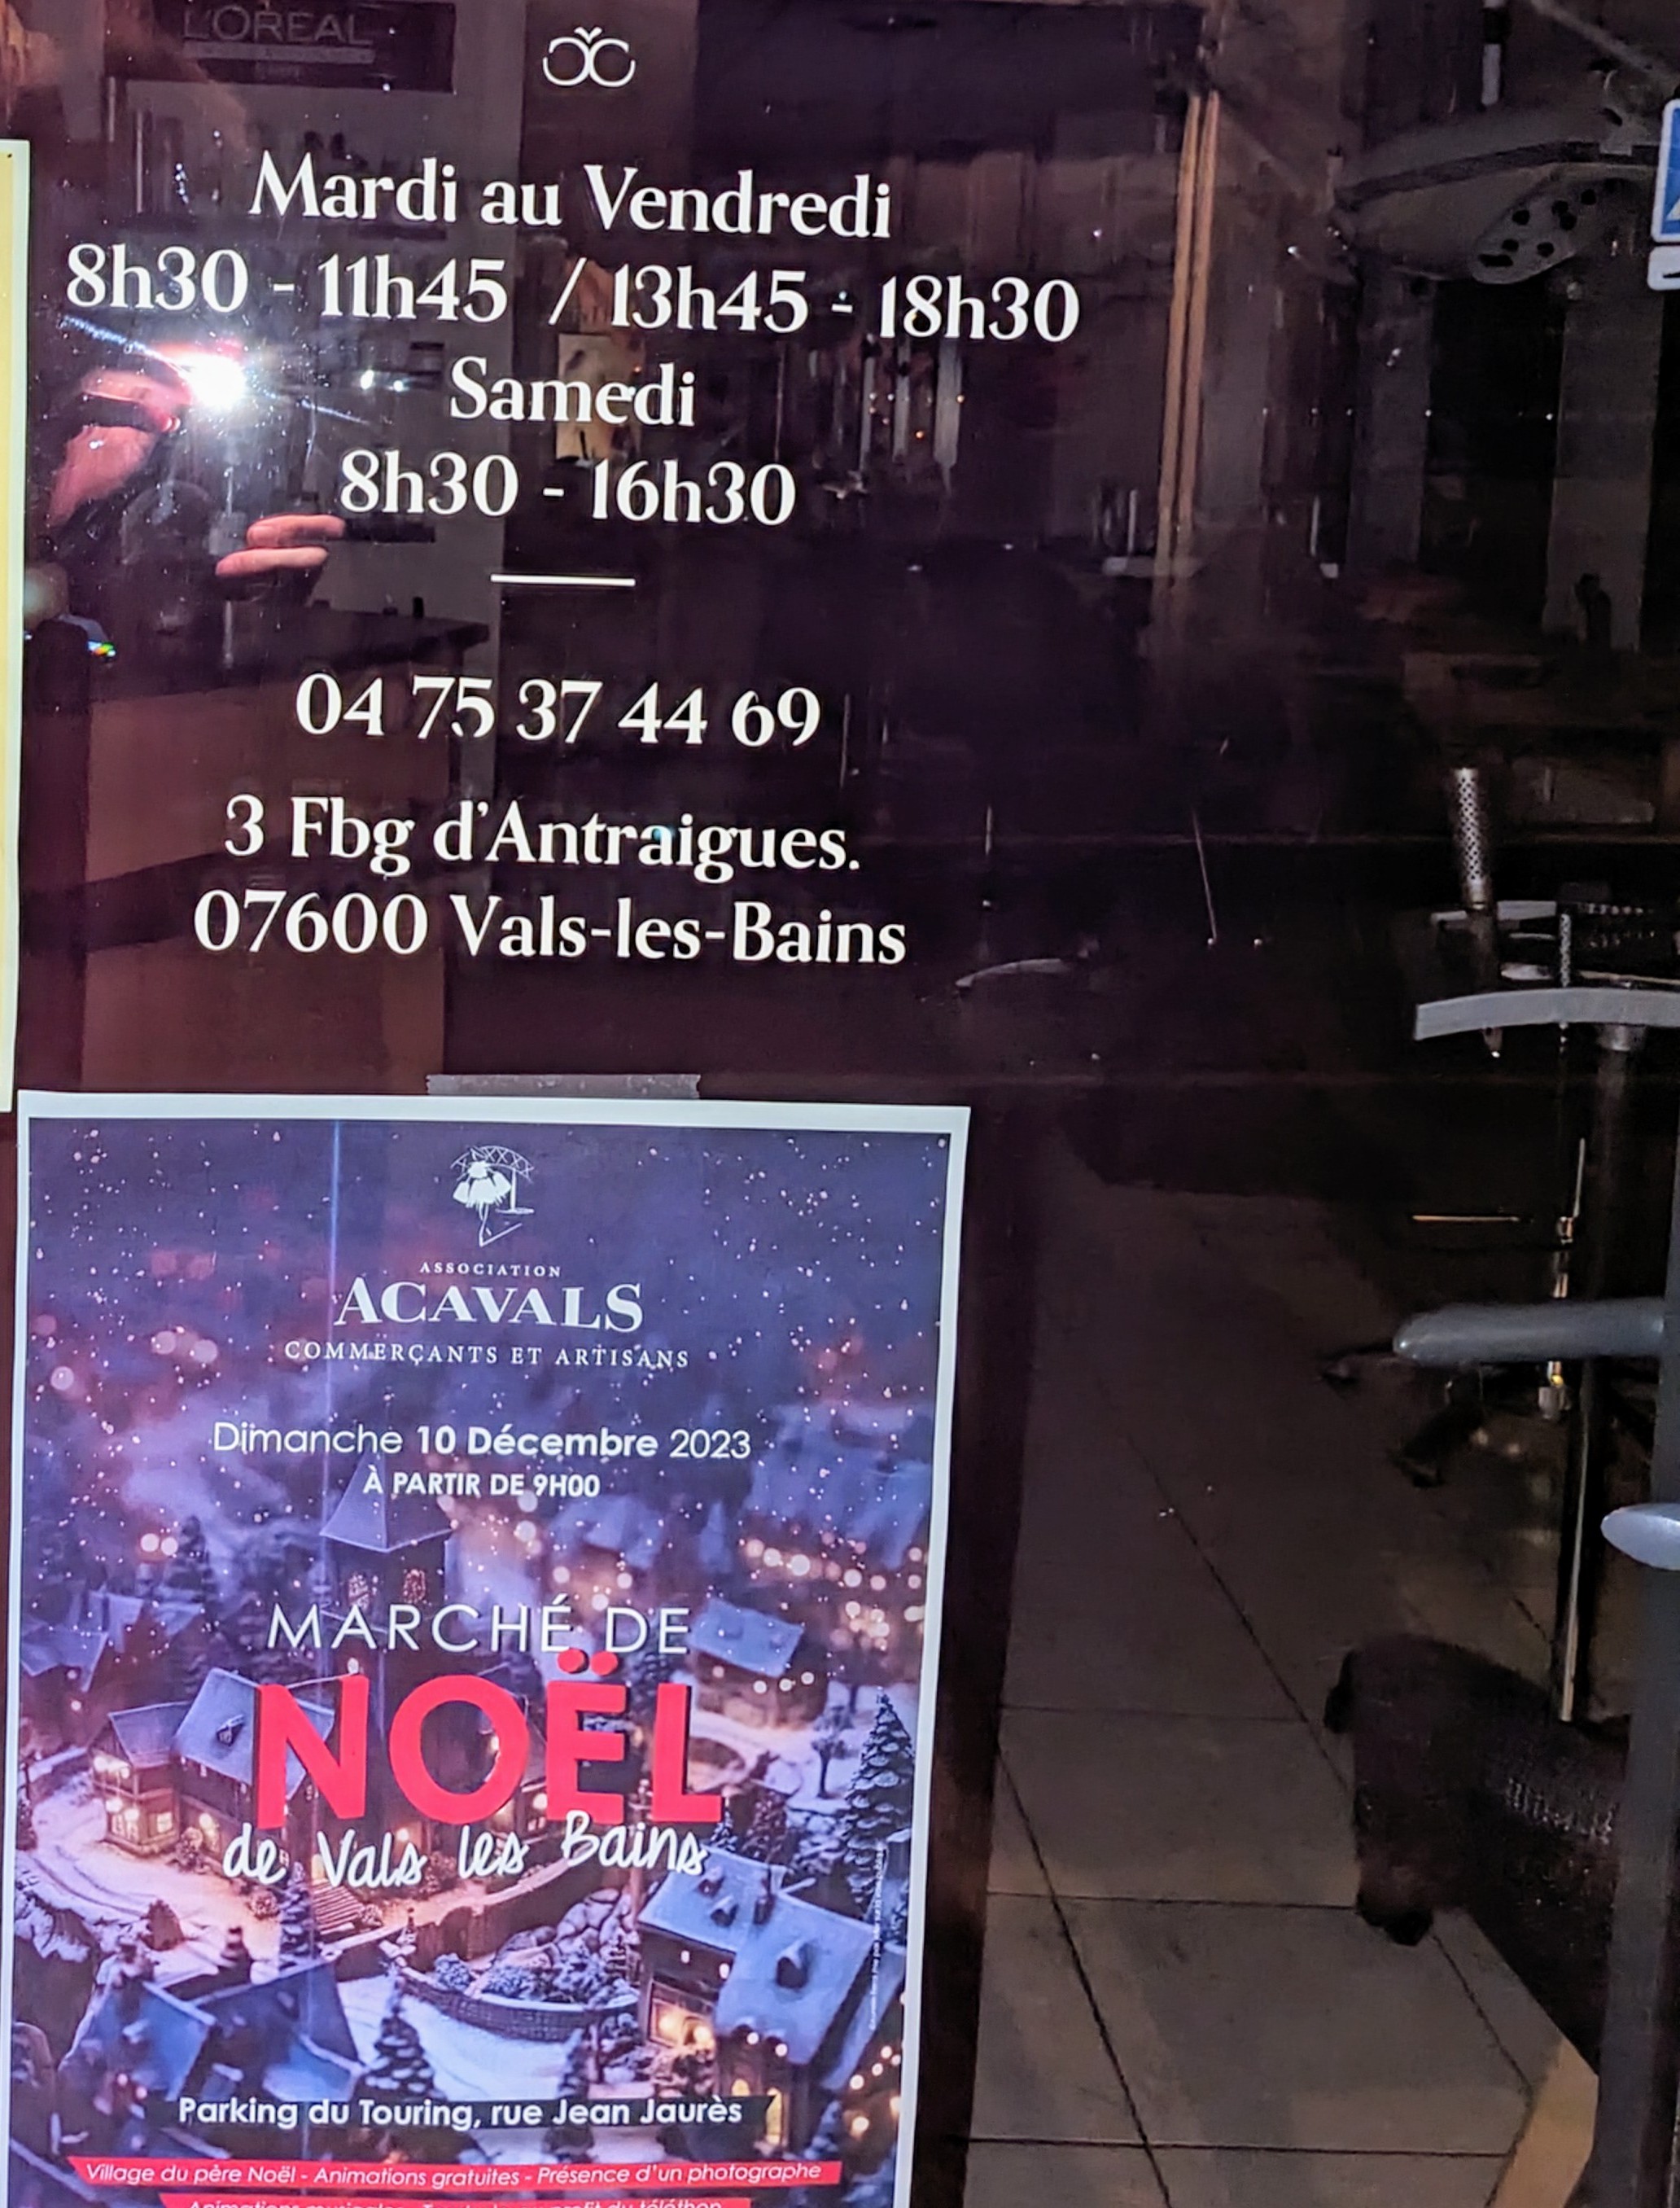 L'ORÉAL
Mardi au Vendredi
8h30 - 11h45 / 13h45 - 18h30
Samedi
8h30 - 16h30
04 75 37 44 69
3 Fbg d'Antraigues.
07600 Vals-les-Bains
ASSOCIATION
ACAVALS
COMMERÇANTS ET ARTISANS
Dimanche 10 Décembre 2023
À PARTIR DE 9H00
MARCHÉ DE
NOËL
de Vals les Bains
Parking du Touring, rue Jean Jaurès
Village du père Noël - Animations gratuites - Présence d'un photographe